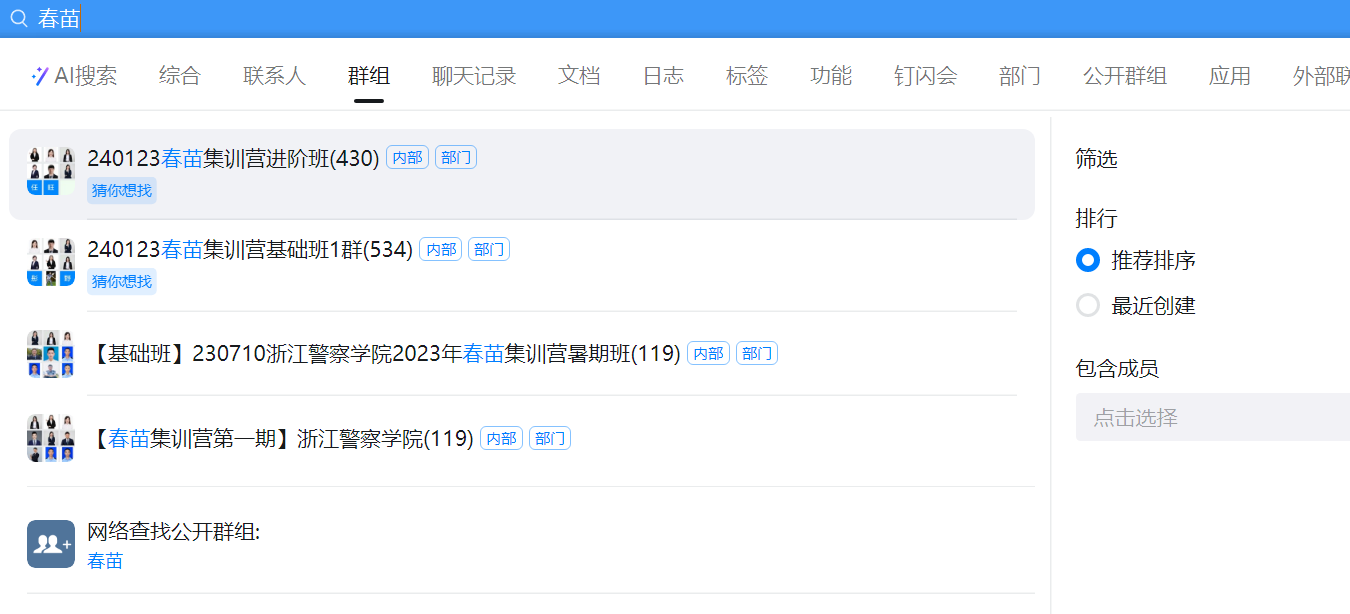 春苗
AI搜索 综合 联系人 群组 聊天记录 文档 日志 标签 功能 钉闪会 部门 公开群组 应用 外部联
240123春苗集训营进阶班(430) 内部 部门
猜你想找
240123春苗集训营基础班1群(534) 内部 部门
猜你想找
【基础班】230710浙江警察学院2023年春苗集训营暑期班(119) 内部 部门
【春苗集训营第一期】浙江警察学院(119) 内部 部门
网络查找公开群组:
春苗
筛选
排行
推荐排序
最近创建
包含成员
点击选择